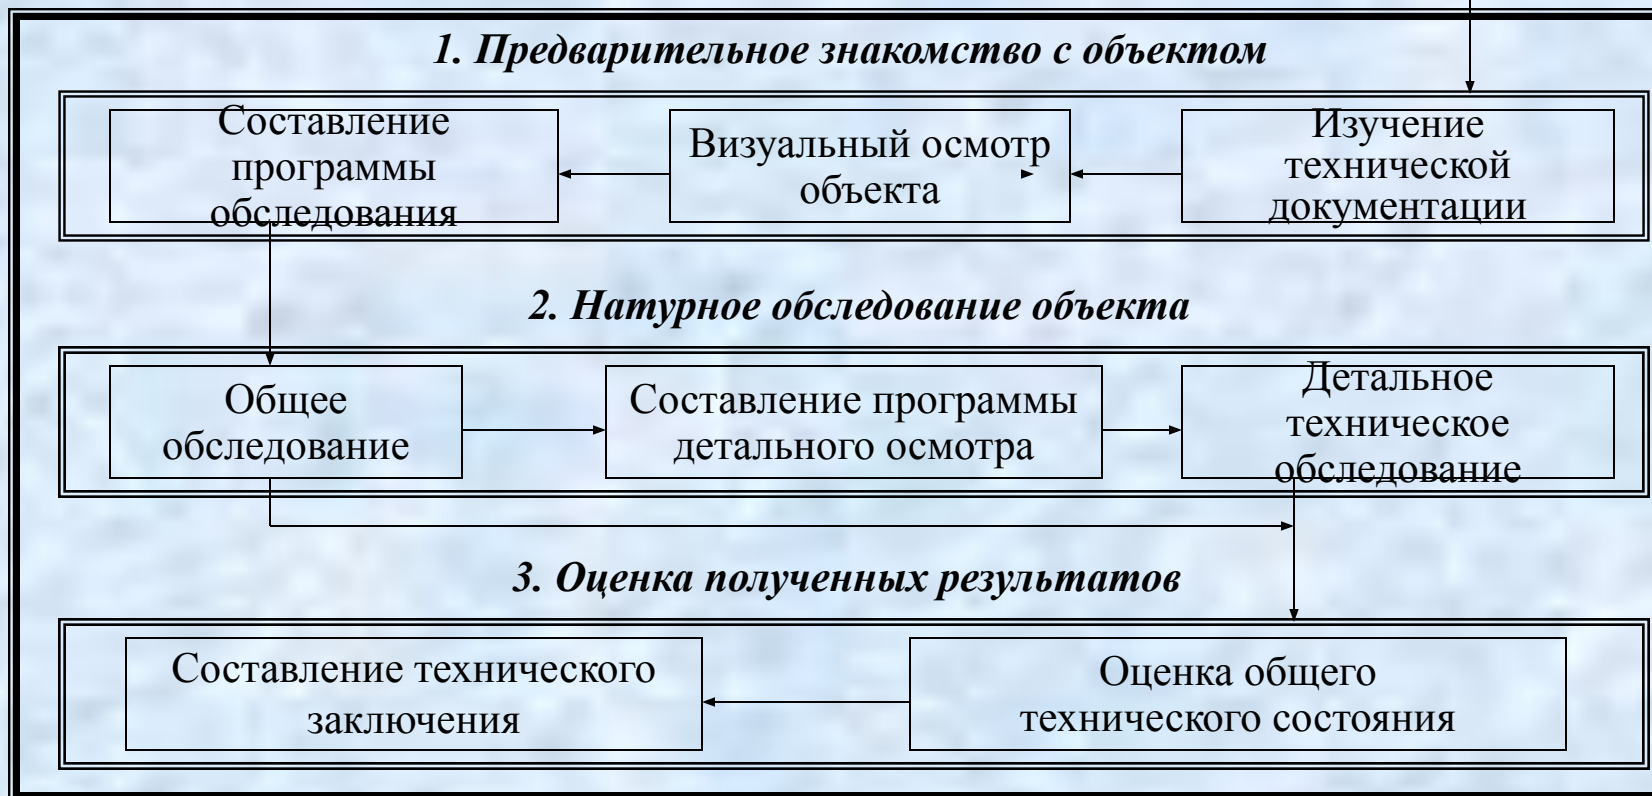 1. Предварительное знакомство с объектом
Составление
программы
обследования
Визуальный осмотр
объекта
Изучение
технической
документации
2. Натурное обследование объекта
Общее
обследование
Составление программы
детального осмотра
Детальное
техническое
обследование
3. Оценка полученных результатов
Составление технического
заключения
Оценка общего
технического состояния